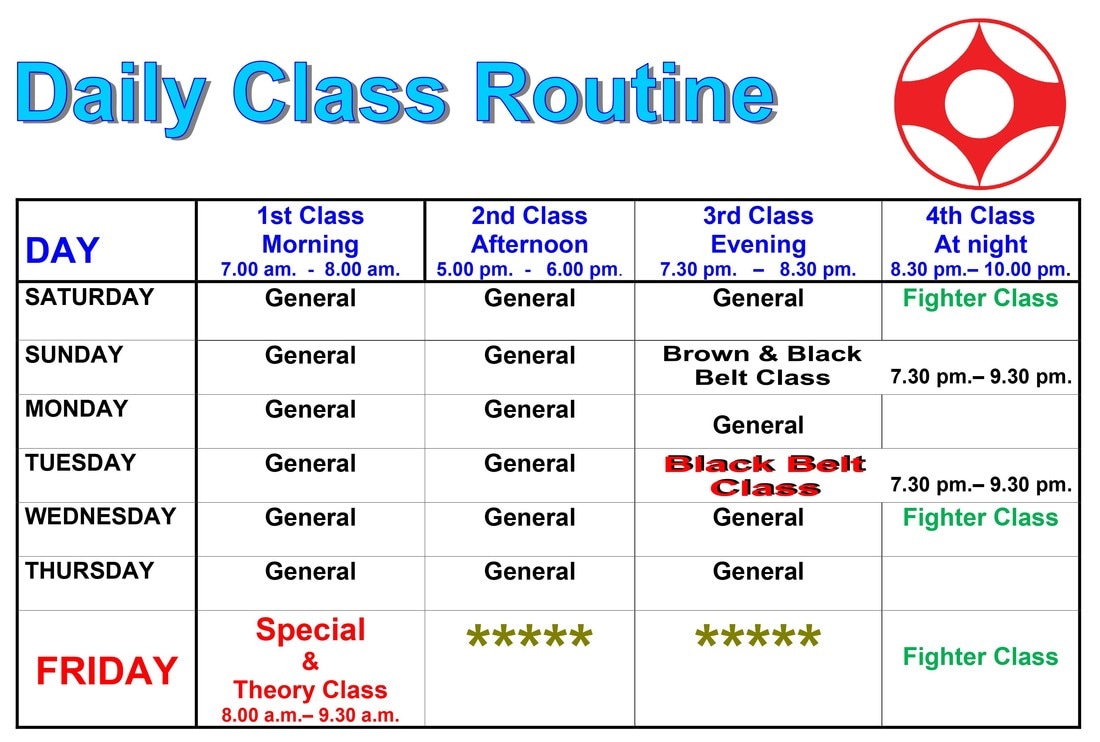 Daily Class Routine
DAY
1st Class
Morning
7.00 am. - 8.00 am.
2nd Class
Afternoon
5.00 pm. - 6.00 pm.
3rd Class
Evening
7.30 pm. – 8.30 pm.
4th Class
At night
8.30 pm.– 10.00 pm.
SATURDAY
General
General
General
Fighter Class
SUNDAY
General
General
Brown & Black
Belt Class
7.30 pm.– 9.30 pm.
MONDAY
General
General
General
TUESDAY
General
General
Black Belt
Class
7.30 pm.– 9.30 pm.
WEDNESDAY
General
General
General
Fighter Class
THURSDAY
General
General
General
FRIDAY
Special
&
Theory Class
8.00 a.m.– 9.30 a.m.
*****
*****
Fighter Class